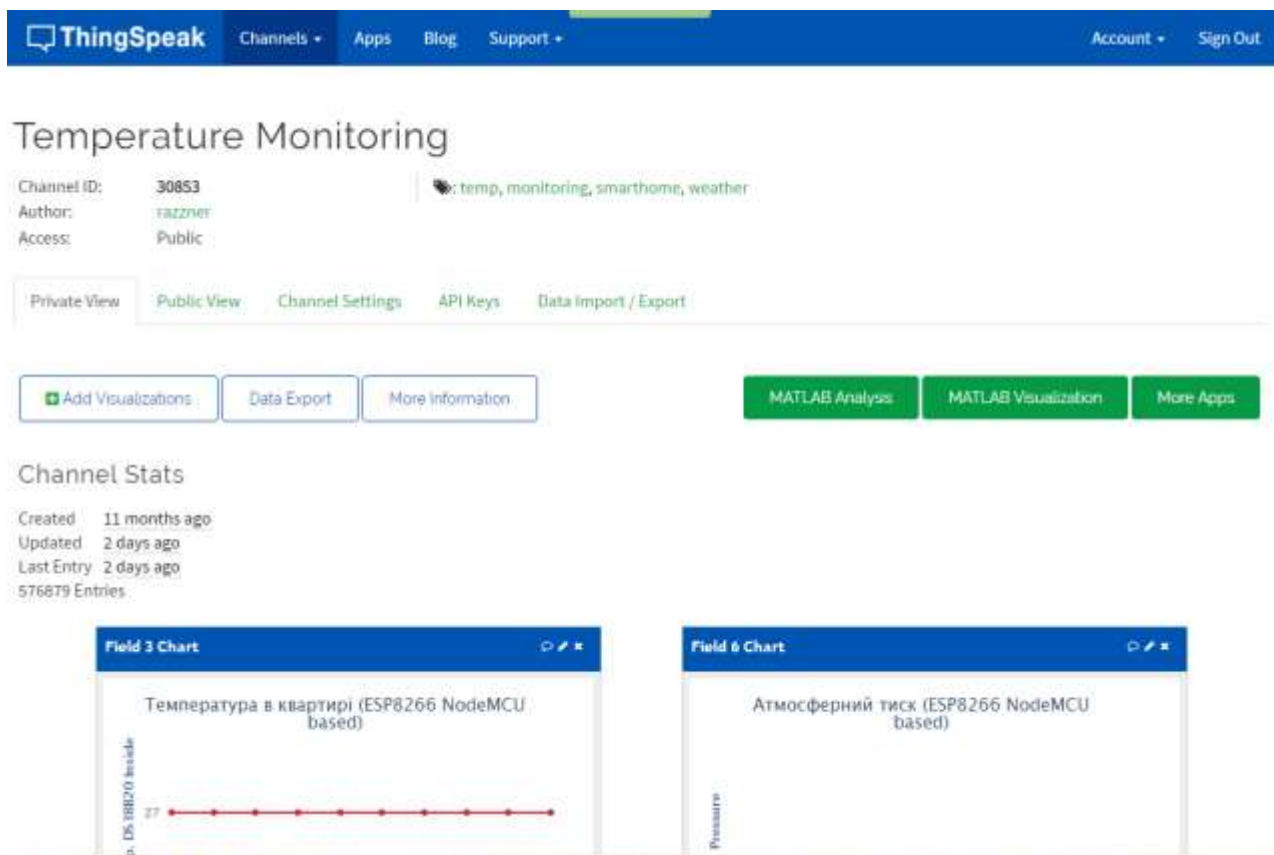 ThingSpeak Channels Apps Blog Support Account Sign Out
Temperature Monitoring
Channel ID: 30853 : temp, monitoring, smarthome, weather
Author: razzner
Access: Public
Private View Public View Channel Settings API Keys Data Import / Export
Add Visualizations Data Export More Information MATLAB Analysis MATLAB Visualization More Apps
Channel Stats
Created 11 months ago
Updated 2 days ago
Last Entry 2 days ago
576879 Entries
Field 3 Chart
Температура в квартирі (ESP8266 NodeMCU
based)
DS18B20 Inside
27
Field 6 Chart
Атмосферний тиск (ESP8266 NodeMCU
based)
Pressure